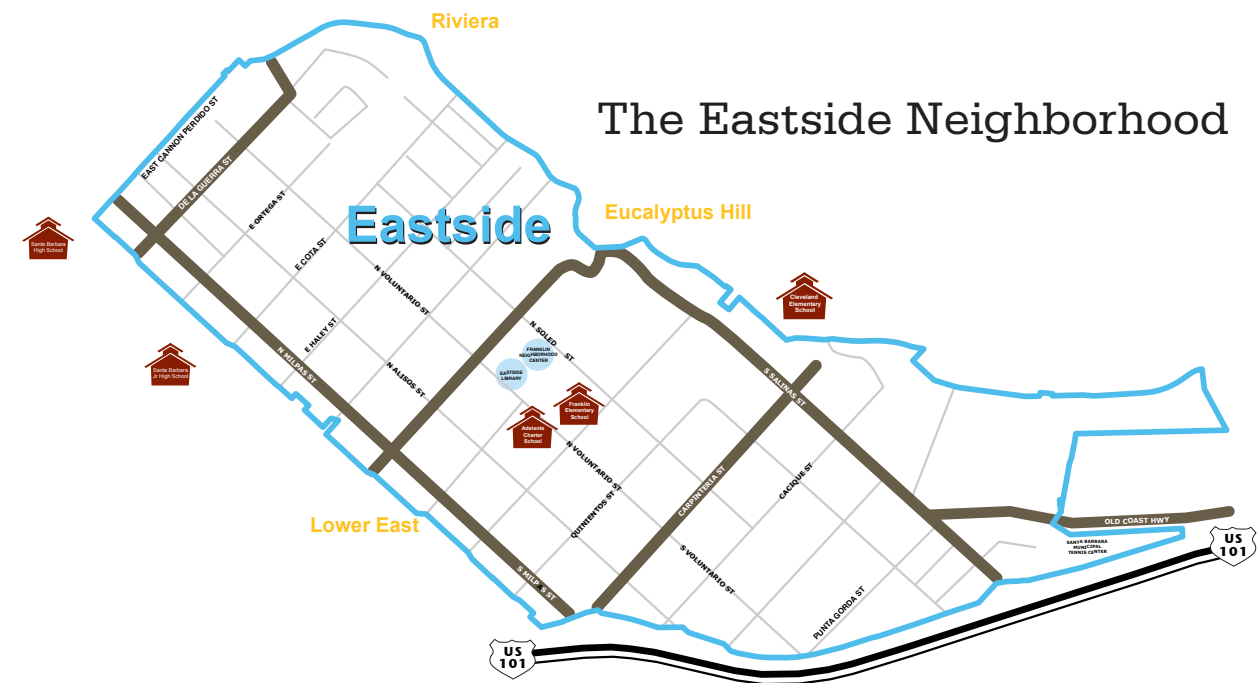 Riviera
The Eastside Neighborhood
EAST CANNON PERDIDO ST
DE LA GUERRA ST
E ORTEGA ST
Eucalyptus Hill
Eastside
Santa Barbara
High School
E COTA ST
N VOLUNTARIO ST
Cleveland
Elementary
School
E HALEY ST
N SOLED ST
FRANKLIN
NEIGHBORHOOD
CENTER
EASTSIDE
LIBRARY
N MILPAS ST
Santa Barbara
Jr High School
N ALISOS ST
S SALINAS ST
Franklin
Elementary
School
Adelente
Charter
School
N VOLUNTARIO ST
CARPINTERIA ST
CACIQUE ST
QUINIENTOS ST
Lower East
OLD COAST HWY
SANTA BARBARA
MUNICIPAL
TENNIS CENTER
US
101
S VOLUNTARIO ST
S MILPAS ST
PUNTA GORDA ST
US
101